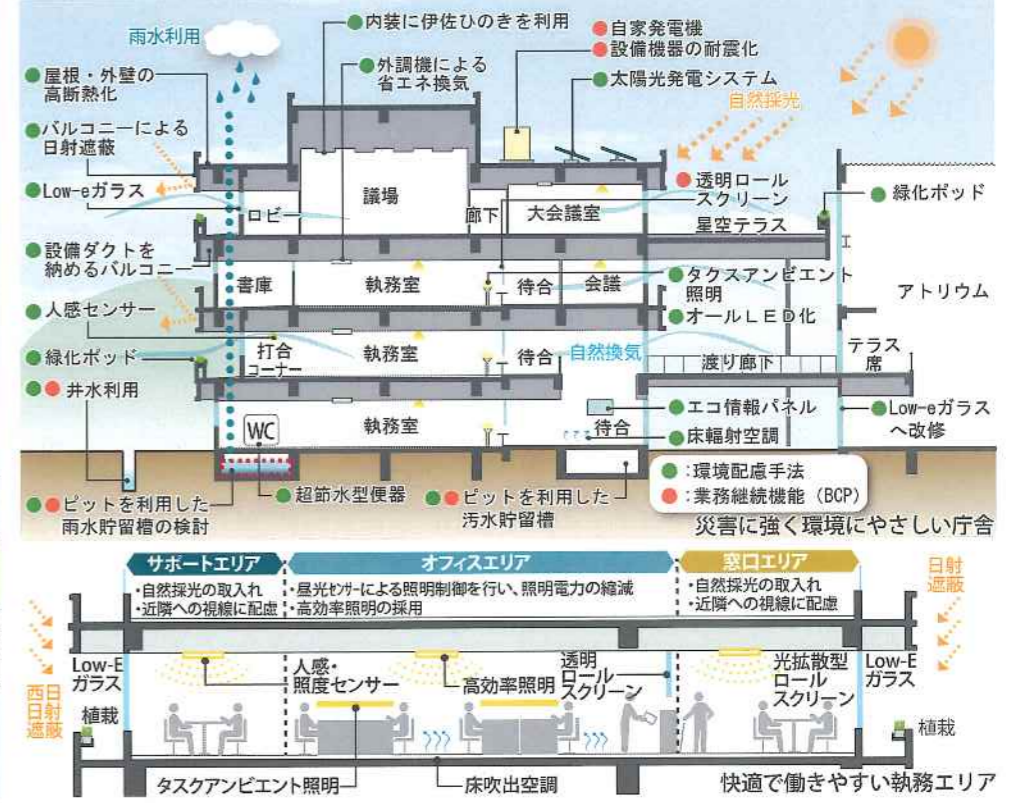 雨水利用
●内装に伊佐ひのきを利用
●自家発電機
●設備機器の耐震化
●屋根・外壁の
高断熱化
●外調機による
省エネ換気
●太陽光発電システム
自然採光
●バルコニーによる
日射遮蔽
●Low-eガラス
●透明ロール
スクリーン
●緑化ポッド
議場
ロビー
廊下
大会議室
星空テラス
●設備ダクトを
納めるバルコニー
書庫
執務室
待合
会議
●タクスアンビエント
照明
アトリウム
●人感センサー
●オールLED化
打合
コーナー
執務室
待合
自然換気
渡り廊下
テラス
席
●緑化ポッド
●●井水利用
WC
執務室
●エコ情報パネル
待合
●床輻射空調
●Low-eガラス
へ改修
●●ピットを利用した
雨水貯留槽の検討
●超節水型便器
●●ピットを利用した
汚水貯留槽
●:環境配慮手法
●:業務継続機能(BCP)
災害に強く環境にやさしい庁舎
サポートエリア
オフィスエリア
窓口エリア
・自然採光の取入れ
・近隣への視線に配慮
・昼光センサーによる照明制御を行い、照明電力の縮減
・高効率照明の採用
・自然採光の取入れ
・近隣への視線に配慮
日射
遮蔽
Low-E
ガラス
人感・
照度センサー
高効率照明
透明
ロール
スクリーン
光拡散型
ロール
スクリーン
Low-E
ガラス
西日
日射
遮蔽
植栽
植栽
タスクアンビエント照明
床吹出空調
快適で働きやすい執務エリア